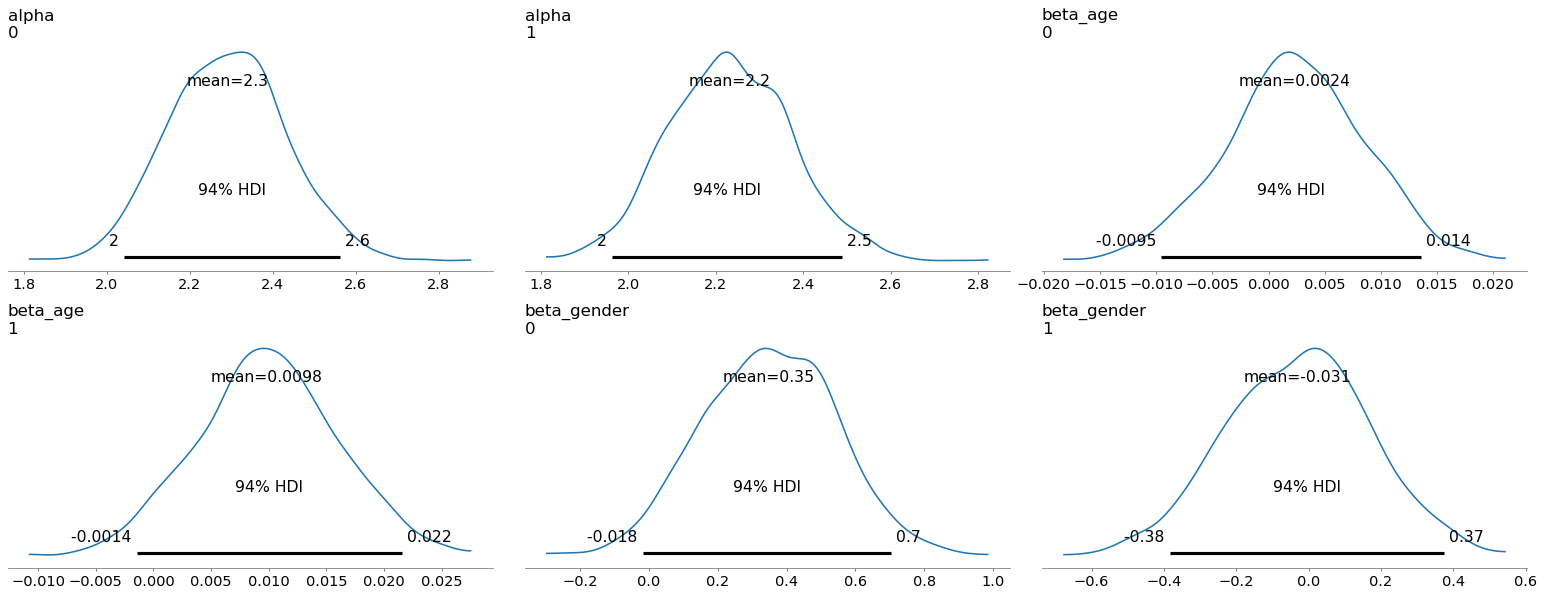 alpha
0
mean=2.3
94% HDI
2 2.6
1.8 2.0 2.2 2.4 2.6 2.8
alpha
1
mean=2.2
94% HDI
2 2.5
1.8 2.0 2.2 2.4 2.6 2.8
beta_age
0
mean=0.0024
94% HDI
-0.0095 0.014
−0.020 −0.015 −0.010 −0.005 0.000 0.005 0.010 0.015 0.020
beta_age
1
mean=0.0098
94% HDI
-0.0014 0.022
−0.010 −0.005 0.000 0.005 0.010 0.015 0.020 0.025
beta_gender
0
mean=0.35
94% HDI
-0.018 0.7
−0.2 0.0 0.2 0.4 0.6 0.8 1.0
beta_gender
1
mean=-0.031
94% HDI
-0.38 0.37
−0.6 −0.4 −0.2 0.0 0.2 0.4 0.6